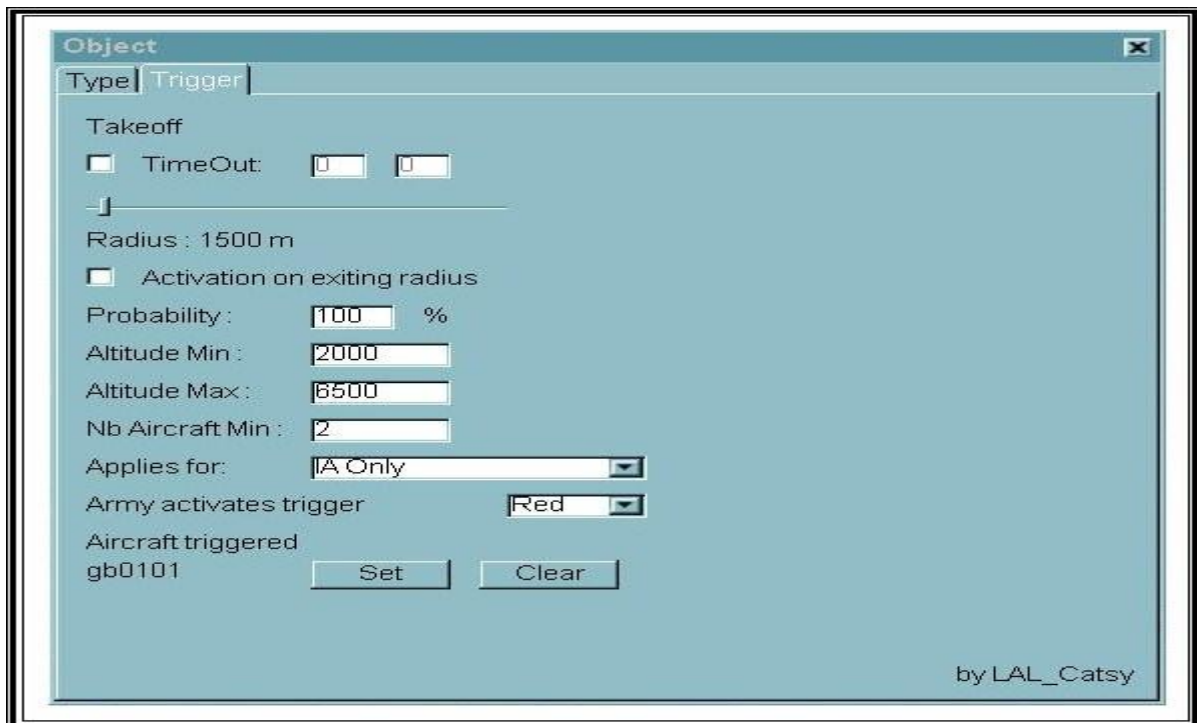 Object
Type Trigger
Takeoff
TimeOut: 0 0
Radius : 1500 m
Activation on exiting radius
Probability : 100 %
Altitude Min : 2000
Altitude Max : 6500
Nb Aircraft Min : 2
Applies for: IA Only
Army activates trigger Red
Aircraft triggered
gb0101 Set Clear
by LAL_Catsy